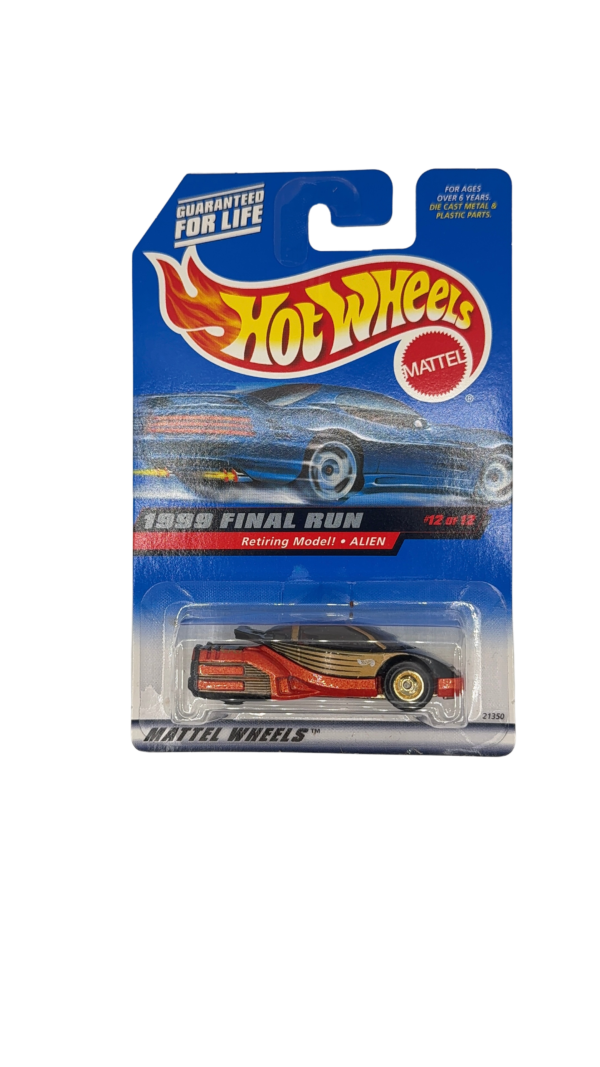 GUARANTEED
FOR LIFE
FOR AGES
OVER 6 YEARS.
DIE CAST METAL &
PLASTIC PARTS.
HOT WHEELS
MATTEL
®
1999 FINAL RUN
#12 OF 12
Retiring Model! • ALIEN
21350
MATTEL WHEELS™